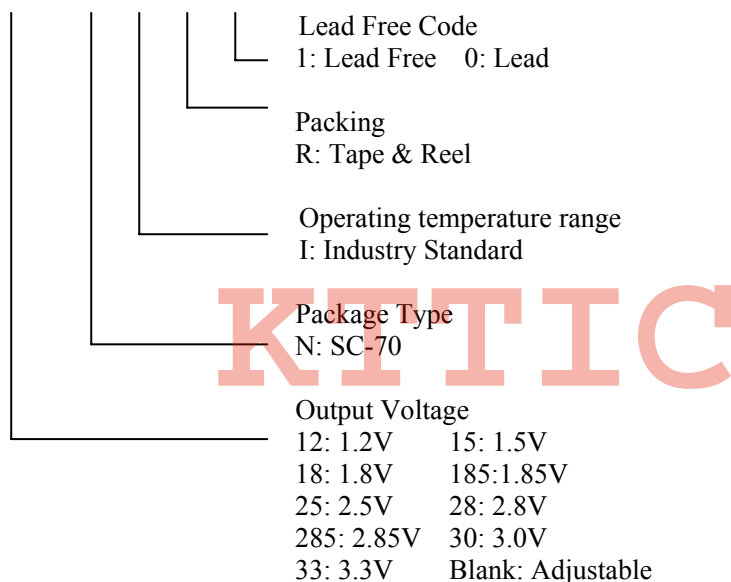 Lead Free Code
1: Lead Free 0: Lead
Packing
R: Tape & Reel
Operating temperature range
I: Industry Standard
Package Type
N: SC-70
KTTIC
Output Voltage
12: 1.2V 15: 1.5V
18: 1.8V 185:1.85V
25: 2.5V 28: 2.8V
285: 2.85V 30: 3.0V
33: 3.3V Blank: Adjustable